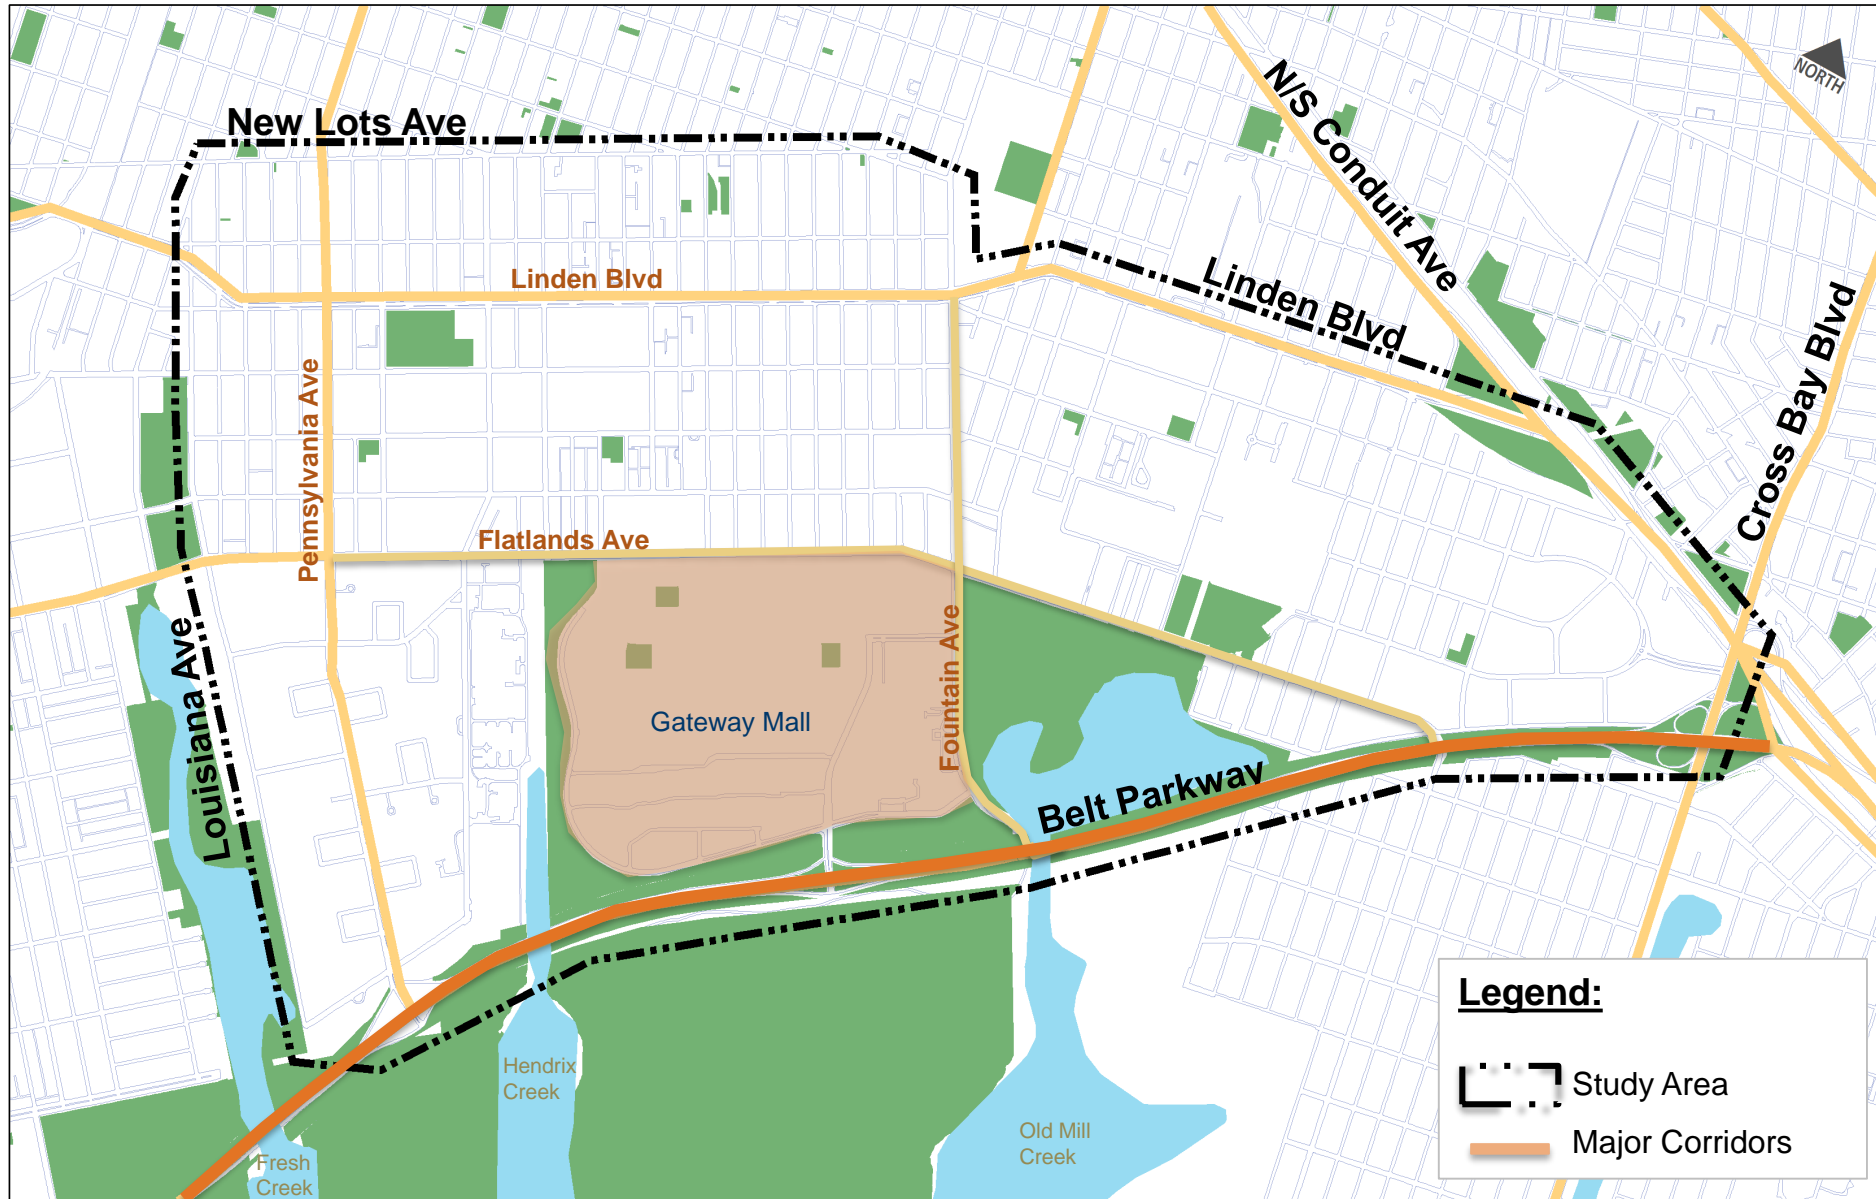 NORTH
New Lots Ave
N/S Conduit Ave
Linden Blvd
Linden Blvd
Cross Bay Blvd
Pennsylvania Ave
Flatlands Ave
Louisiana Ave
Gateway Mall
Fountain Ave
Belt Parkway
Hendrix
Creek
Old Mill
Creek
Fresh
Creek
Legend:
Study Area
Major Corridors